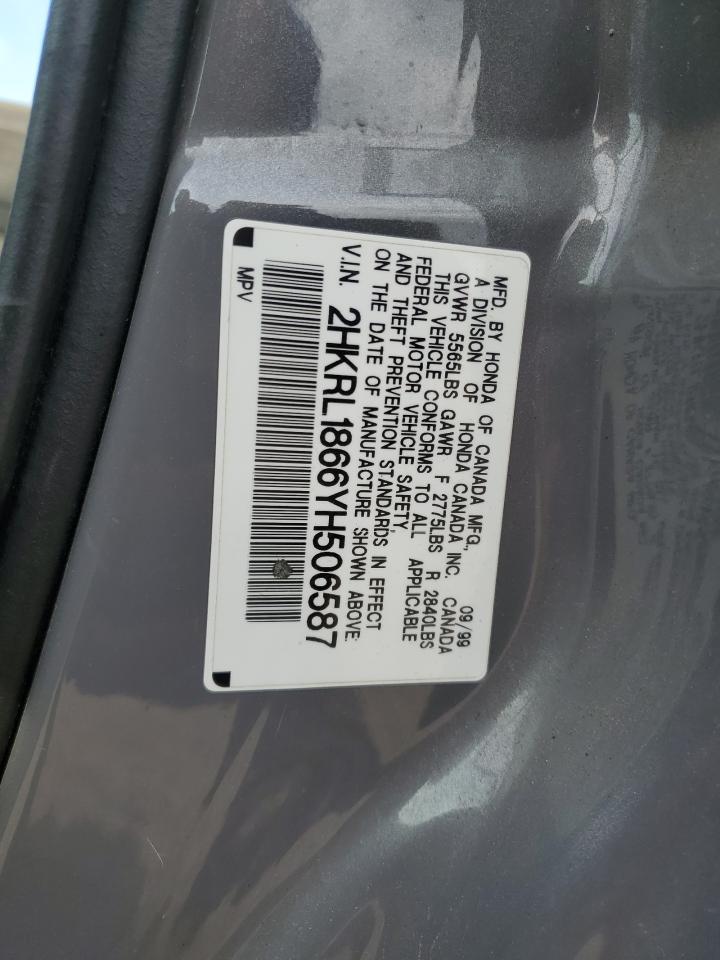 MFD. BY HONDA OF CANADA MFG., 09/99
A DIVISION OF HONDA CANADA INC. CANADA
GVWR 5565LBS GAWR F 2775LBS R 2840LBS
THIS VEHICLE CONFORMS TO ALL APPLICABLE
FEDERAL MOTOR VEHICLE SAFETY,
AND THEFT PREVENTION STANDARDS IN EFFECT
ON THE DATE OF MANUFACTURE SHOWN ABOVE.
V.I.N. 2HKRL1866YH506587
MPV